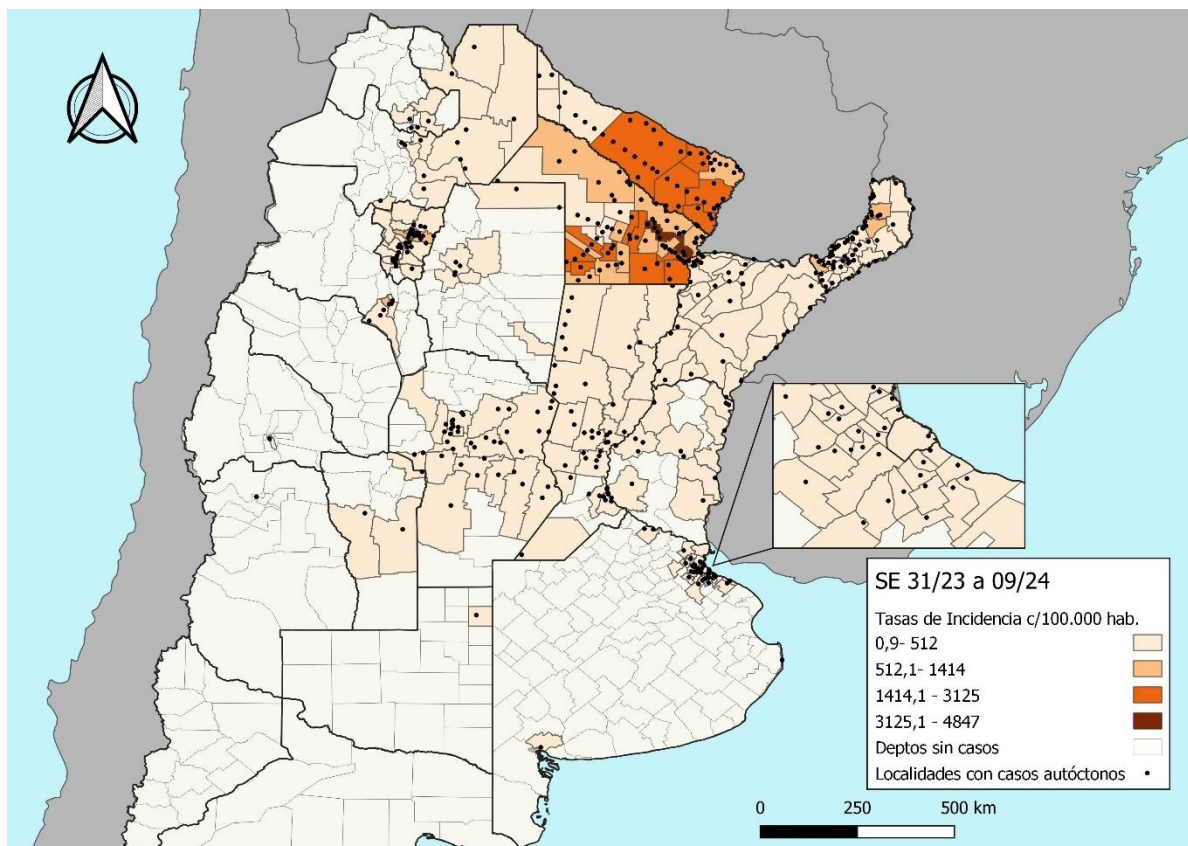 SE 31/23 a 09/24
Tasas de Incidencia c/100.000 hab.
0,9- 512
512,1- 1414
1414,1 - 3125
3125,1 - 4847
Deptos sin casos
Localidades con casos autóctonos
0 250 500 km